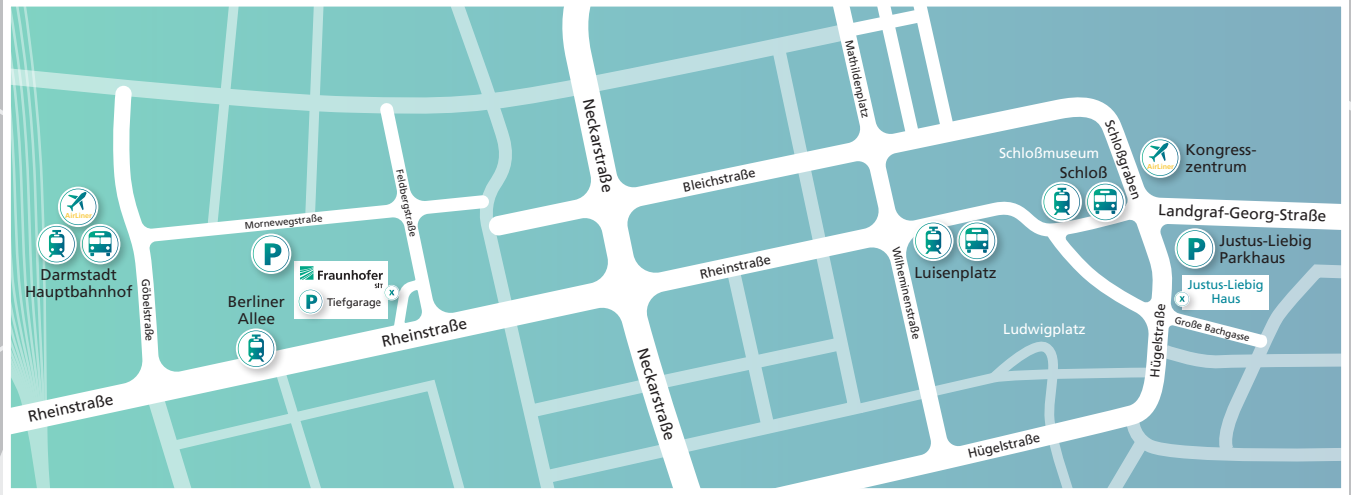 Neckarstraße
Mathildenplatz
Bleichstraße
Schloßmuseum
Schloß
Schloßgraben
AirLiner
Kongress-
zentrum
Landgraf-Georg-Straße
P
Justus-Liebig
Parkhaus
x
Justus-Liebig
Haus
Große Bachgasse
Hügelstraße
AirLiner
Darmstadt
Hauptbahnhof
Göbelstraße
Mornewegstraße
Feldbergstraße
P
Fraunhofer
SIT
P
Tiefgarage
x
Berliner
Allee
Rheinstraße
Rheinstraße
Rheinstraße
Neckarstraße
Wilheminenstraße
Luisenplatz
Ludwigplatz
Hügelstraße